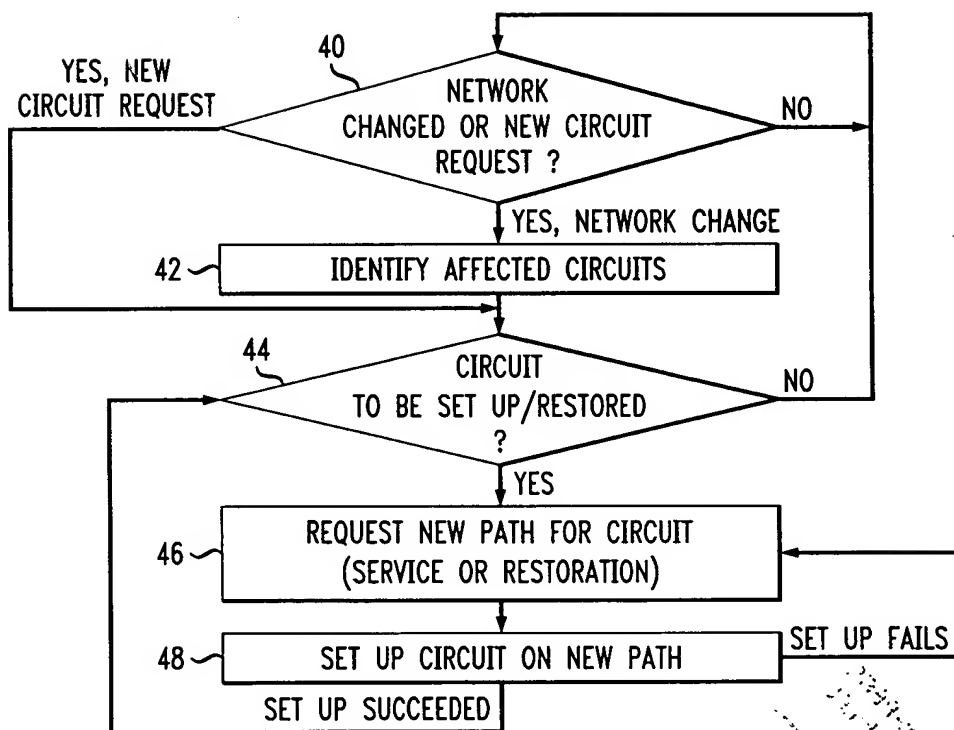 40
YES, NEW
CIRCUIT REQUEST
NETWORK
CHANGED OR NEW CIRCUIT
REQUEST ?
NO
YES, NETWORK CHANGE
42
IDENTIFY AFFECTED CIRCUITS
44
CIRCUIT
TO BE SET UP/RESTORED
?
NO
YES
46
REQUEST NEW PATH FOR CIRCUIT
(SERVICE OR RESTORATION)
48
SET UP CIRCUIT ON NEW PATH
SET UP FAILS
SET UP SUCCEEDED